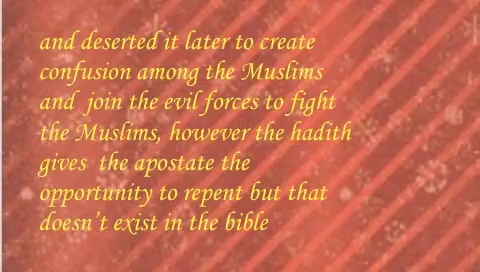 and deserted it later to create
confusion among the Muslims
and  join the evil forces to fight
the Muslims, however the hadith
gives  the apostate the
opportunity to repent but that
doesn't exist in the bible